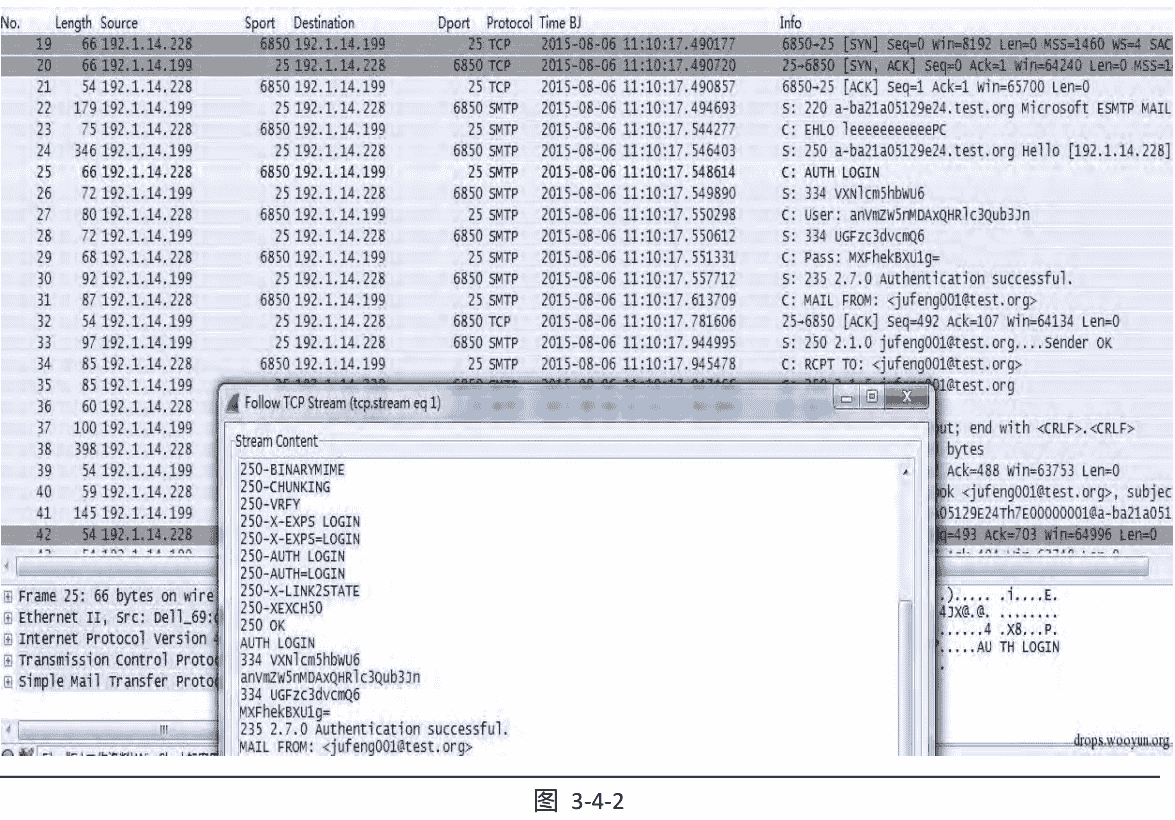 No. Length Source Sport Destination Dport Protocol Time BJ Info
19 66 192.1.14.228 6850 192.1.14.199 25 TCP 2015-08-06 11:10:17.490177 6850→25 [SYN] Seq=0 Win=8192 Len=0 MSS=1460 WS=4 SAC
20 66 192.1.14.199 25 192.1.14.228 6850 TCP 2015-08-06 11:10:17.490720 25→6850 [SYN, ACK] Seq=0 Ack=1 Win=64240 Len=0 MSS=1
21 54 192.1.14.228 6850 192.1.14.199 25 TCP 2015-08-06 11:10:17.490857 6850→25 [ACK] Seq=1 Ack=1 Win=65700 Len=0
22 179 192.1.14.199 25 192.1.14.228 6850 SMTP 2015-08-06 11:10:17.494693 S: 220 a-ba21a05129e24.test.org Microsoft ESMTP MAIL
23 75 192.1.14.228 6850 192.1.14.199 25 SMTP 2015-08-06 11:10:17.544277 C: EHLO leeeeeeeeeePC
24 346 192.1.14.199 25 192.1.14.228 6850 SMTP 2015-08-06 11:10:17.546403 S: 250 a-ba21a05129e24.test.org Hello [192.1.14.228]
25 66 192.1.14.228 6850 192.1.14.199 25 SMTP 2015-08-06 11:10:17.548614 C: AUTH LOGIN
26 72 192.1.14.199 25 192.1.14.228 6850 SMTP 2015-08-06 11:10:17.549890 S: 334 VXNlcm5hbWU6
27 80 192.1.14.228 6850 192.1.14.199 25 SMTP 2015-08-06 11:10:17.550298 C: User: anVmZW5nMDAxQHRlc3Qub3Jn
28 72 192.1.14.199 25 192.1.14.228 6850 SMTP 2015-08-06 11:10:17.550612 S: 334 UGFzc3dvcmQ6
29 68 192.1.14.228 6850 192.1.14.199 25 SMTP 2015-08-06 11:10:17.551331 C: Pass: MXFhekBXU1g=
30 92 192.1.14.199 25 192.1.14.228 6850 SMTP 2015-08-06 11:10:17.557712 S: 235 2.7.0 Authentication successful.
31 87 192.1.14.228 6850 192.1.14.199 25 SMTP 2015-08-06 11:10:17.613709 C: MAIL FROM: <jufeng001@test.org>
32 54 192.1.14.199 25 192.1.14.228 6850 TCP 2015-08-06 11:10:17.781606 25→6850 [ACK] Seq=492 Ack=107 Win=64134 Len=0
33 97 192.1.14.199 25 192.1.14.228 6850 SMTP 2015-08-06 11:10:17.944995 S: 250 2.1.0 jufeng001@test.org....Sender OK
34 85 192.1.14.228 6850 192.1.14.199 25 SMTP 2015-08-06 11:10:17.945478 C: RCPT TO: <jufeng001@test.org>
35 85 192.1.14.199 01@test.org
36 60 192.1.14.228
37 100 192.1.14.199 ut; end with <CRLF>.<CRLF>
38 398 192.1.14.228 bytes
39 54 192.1.14.199 Ack=488 Win=63753 Len=0
40 59 192.1.14.228 ok <jufeng001@test.org>, subjec
41 145 192.1.14.199 05129E24Th7E00000001@a-ba21a051
42 54 192.1.14.228 q=493 Ack=703 Win=64996 Len=0
Follow TCP Stream (tcp.stream eq 1)
Stream Content
250-BINARYMIME
250-CHUNKING
250-VRFY
250-X-EXPS LOGIN
250-X-EXPS=LOGIN
250-AUTH LOGIN
250-AUTH=LOGIN
250-X-LINK2STATE
250-XEXCH50
250 OK
AUTH LOGIN
334 VXNlcm5hbWU6
anVmZW5nMDAxQHRlc3Qub3Jn
334 UGFzc3dvcmQ6
MXFhekBXU1g=
235 2.7.0 Authentication successful.
MAIL FROM: <jufeng001@test.org>
Frame 25: 66 bytes on wire
Ethernet II, Src: Dell_69:
Internet Protocol Version 4
Transmission Control Proto
Simple Mail Transfer Proto
.)..... .i....E.
4JX@.@. ........
......4 .X8...P.
.....AU TH LOGIN
drops.wooyun.org
图 3-4-2